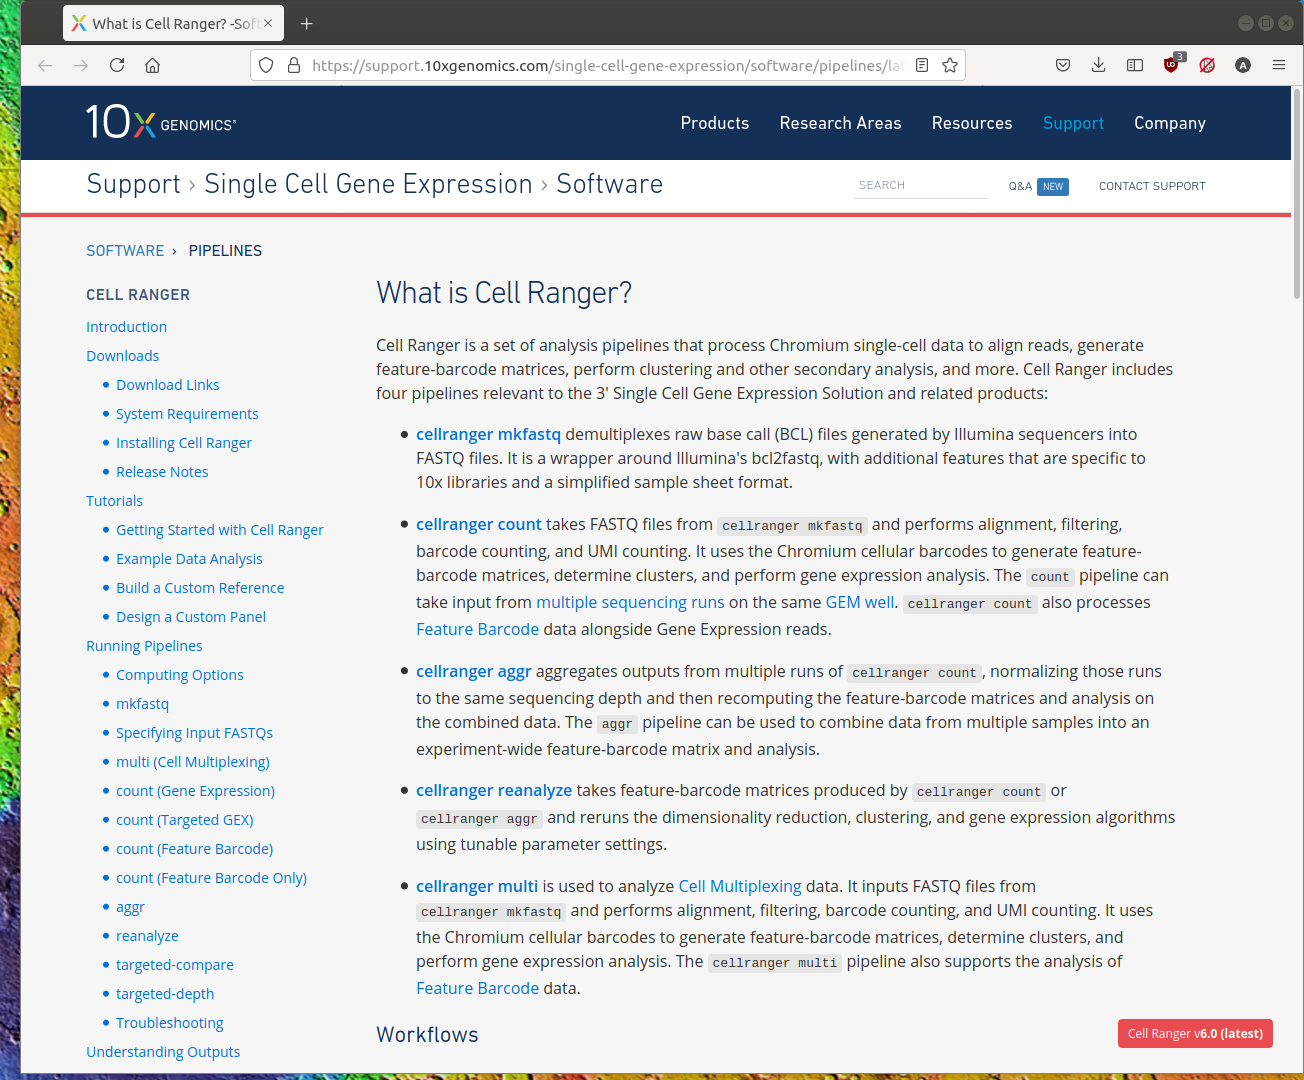 What is Cell Ranger? -Sof
https://support.10xgenomics.com/single-cell-gene-expression/software/pipelines/lat
3
A
10x GENOMICS
Products Research Areas Resources Support Company
Support › Single Cell Gene Expression › Software
SEARCH Q&A NEW CONTACT SUPPORT
SOFTWARE › PIPELINES
CELL RANGER
Introduction
Downloads
Download Links
System Requirements
Installing Cell Ranger
Release Notes
Tutorials
Getting Started with Cell Ranger
Example Data Analysis
Build a Custom Reference
Design a Custom Panel
Running Pipelines
Computing Options
mkfastq
Specifying Input FASTQs
multi (Cell Multiplexing)
count (Gene Expression)
count (Targeted GEX)
count (Feature Barcode)
count (Feature Barcode Only)
aggr
reanalyze
targeted-compare
targeted-depth
Troubleshooting
Understanding Outputs
What is Cell Ranger?
Cell Ranger is a set of analysis pipelines that process Chromium single-cell data to align reads, generate
feature-barcode matrices, perform clustering and other secondary analysis, and more. Cell Ranger includes
four pipelines relevant to the 3' Single Cell Gene Expression Solution and related products:
cellranger mkfastq demultiplexes raw base call (BCL) files generated by Illumina sequencers into
FASTQ files. It is a wrapper around Illumina's bcl2fastq, with additional features that are specific to
10x libraries and a simplified sample sheet format.
cellranger count takes FASTQ files from cellranger mkfastq and performs alignment, filtering,
barcode counting, and UMI counting. It uses the Chromium cellular barcodes to generate feature-
barcode matrices, determine clusters, and perform gene expression analysis. The count pipeline can
take input from multiple sequencing runs on the same GEM well. cellranger count also processes
Feature Barcode data alongside Gene Expression reads.
cellranger aggr aggregates outputs from multiple runs of cellranger count, normalizing those runs
to the same sequencing depth and then recomputing the feature-barcode matrices and analysis on
the combined data. The aggr pipeline can be used to combine data from multiple samples into an
experiment-wide feature-barcode matrix and analysis.
cellranger reanalyze takes feature-barcode matrices produced by cellranger count or
cellranger aggr and reruns the dimensionality reduction, clustering, and gene expression algorithms
using tunable parameter settings.
cellranger multi is used to analyze Cell Multiplexing data. It inputs FASTQ files from
cellranger mkfastq and performs alignment, filtering, barcode counting, and UMI counting. It uses
the Chromium cellular barcodes to generate feature-barcode matrices, determine clusters, and
perform gene expression analysis. The cellranger multi pipeline also supports the analysis of
Feature Barcode data.
Workflows
Cell Ranger v6.0 (latest)